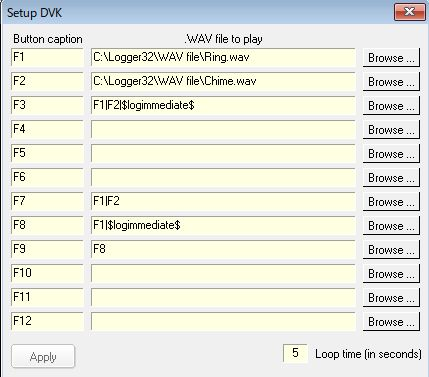 Setup DVK
Button caption .WAV file to play
F1 C:\Logger32\WAV file\Ring.wav Browse ...
F2 C:\Logger32\WAV file\Chime.wav Browse ...
F3 F1|F2|$logimmediate$ Browse ...
F4 Browse ...
F5 Browse ...
F6 Browse ...
F7 F1|F2 Browse ...
F8 F1|$logimmediate$ Browse ...
F9 F8 Browse ...
F10 Browse ...
F11 Browse ...
F12 Browse ...
Apply 5 Loop time (in seconds)